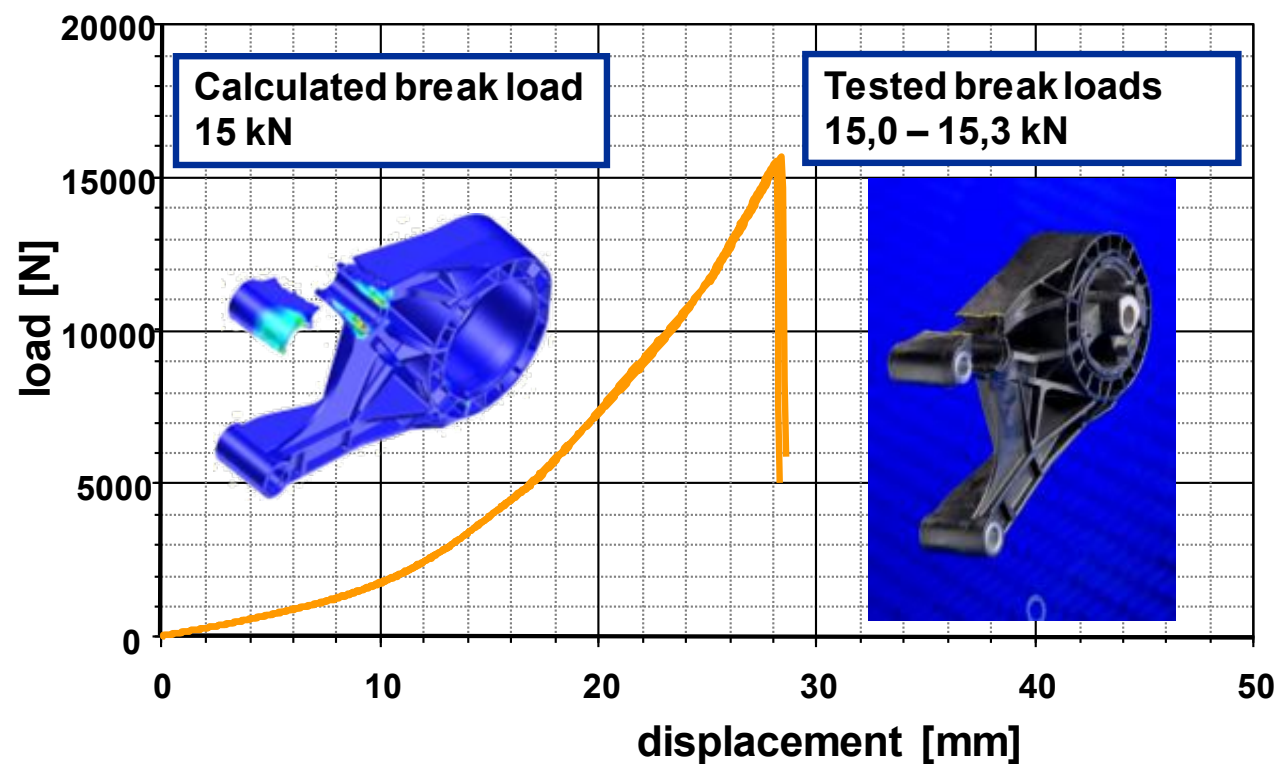 20000
Calculated break load
15 kN
Tested break loads
15,0 – 15,3 kN
15000
10000
5000
0
load [N]
0 10 20 30 40 50
displacement [mm]